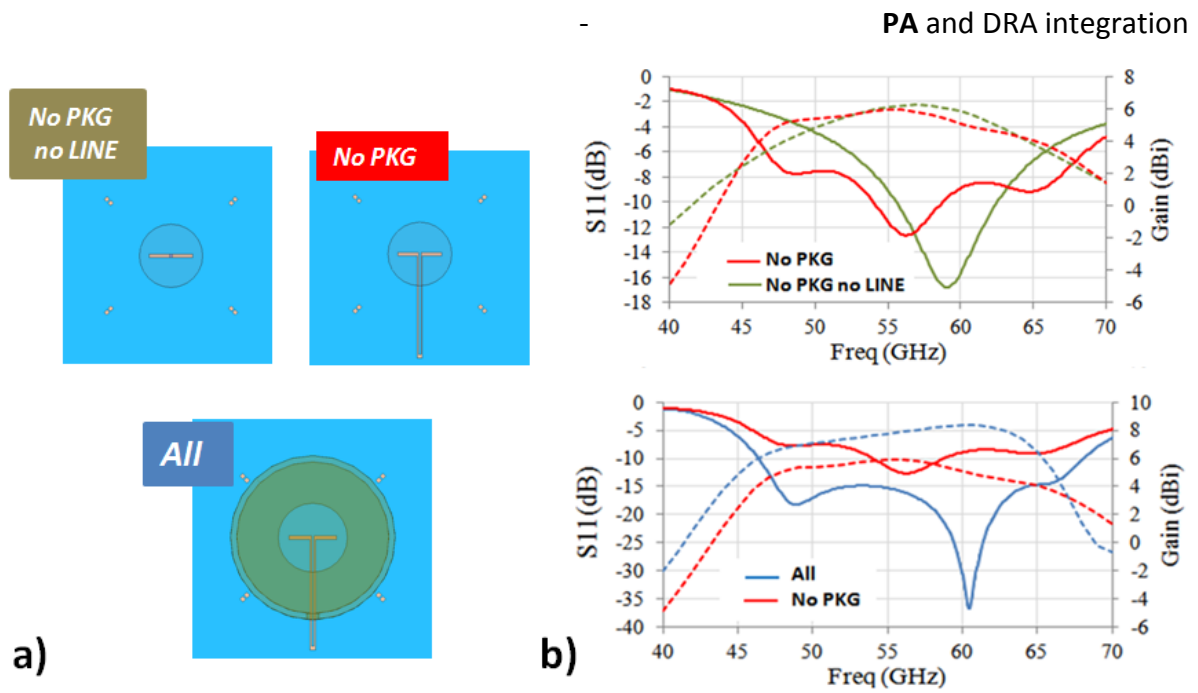 -
PA and DRA integration
No PKG
no LINE
No PKG
All
a)
S11 (dB)
0
-2
-4
-6
-8
-10
-12
-14
-16
-18
8
6
4
2
0
-2
-4
-6
Gain (dBi)
No PKG
No PKG no LINE
40 45 50 55 60 65 70
Freq (GHz)
S11(dB)
0
-5
-10
-15
-20
-25
-30
-35
-40
10
8
6
4
2
0
-2
-4
-6
Gain (dBi)
All
No PKG
40 45 50 55 60 65 70
Freq (GHz)
b)